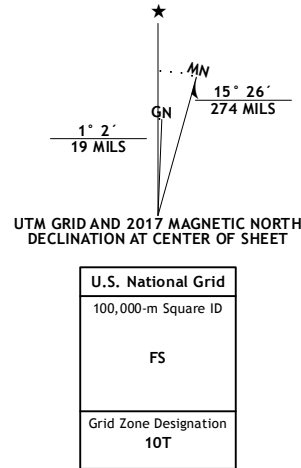 ★
MN
GN
15° 26´
274 MILS
1° 2´
19 MILS
UTM GRID AND 2017 MAGNETIC NORTH
DECLINATION AT CENTER OF SHEET
U.S. National Grid
100,000-m Square ID
FS
Grid Zone Designation
10T